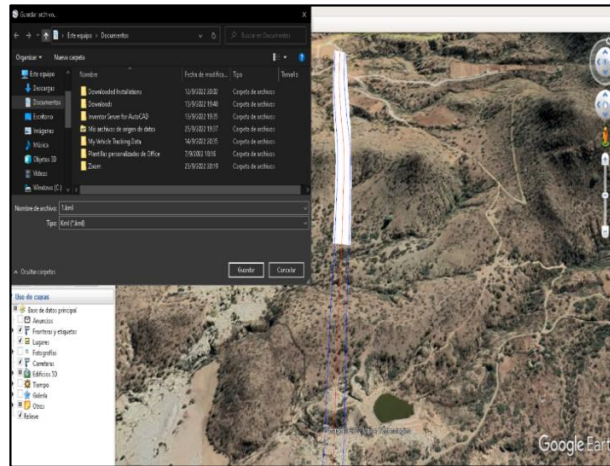 Guardar archivo...
Este equipo > Documentos
Buscar en Documentos
Organizar
Nueva carpeta
Este equipo
Descargas
Documentos
Escritorio
Imágenes
Música
Objetos 3D
Vídeos
Windows (C:)
Nombre
Fecha de modifica...
Tipo
Tamaño
Downloaded Installations
Carpeta de archivos
Downloads
Carpeta de archivos
Inventor Server for AutoCAD
Carpeta de archivos
Mis archivos de origen de datos
Carpeta de archivos
My Vehicle Tracking Data
Carpeta de archivos
Plantillas personalizadas de Office
Carpeta de archivos
Zoom
Carpeta de archivos
Nombre de archivo: 1.kml
Tipo: Kml (*.kml)
Ocultar carpetas
Guardar
Cancelar
Uso de capas
Base de datos principal
Anuncios
Fronteras y etiquetas
Lugares
Fotografías
Carreteras
Edificios 3D
Tiempo
Galería
Otros
Relieve
Google Earth